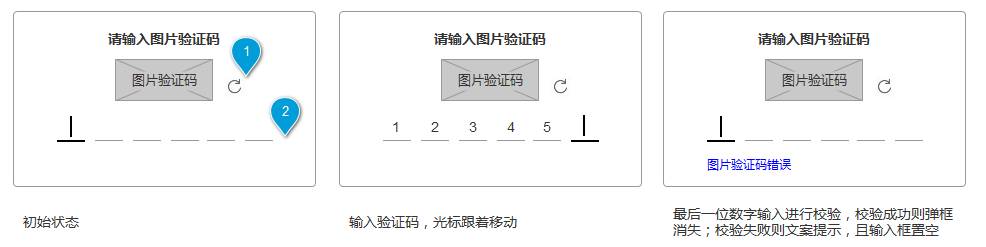 请输入图片验证码
图片验证码
1
2
初始状态
请输入图片验证码
图片验证码
1 2 3 4 5
输入验证码，光标跟着移动
请输入图片验证码
图片验证码
图片验证码错误
最后一位数字输入进行校验，校验成功则弹框
消失；校验失败则文案提示，且输入框置空